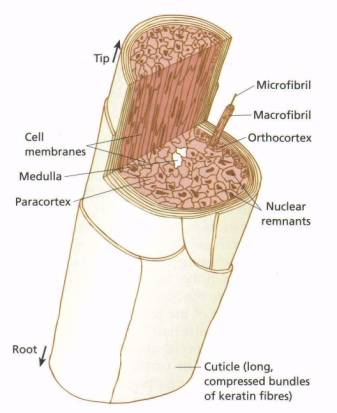 Tip
Microfibril
Macrofibril
Orthocortex
Cell
membranes
Medulla
Paracortex
Nuclear
remnants
Root
Cuticle (long,
compressed bundles
of keratin fibres)